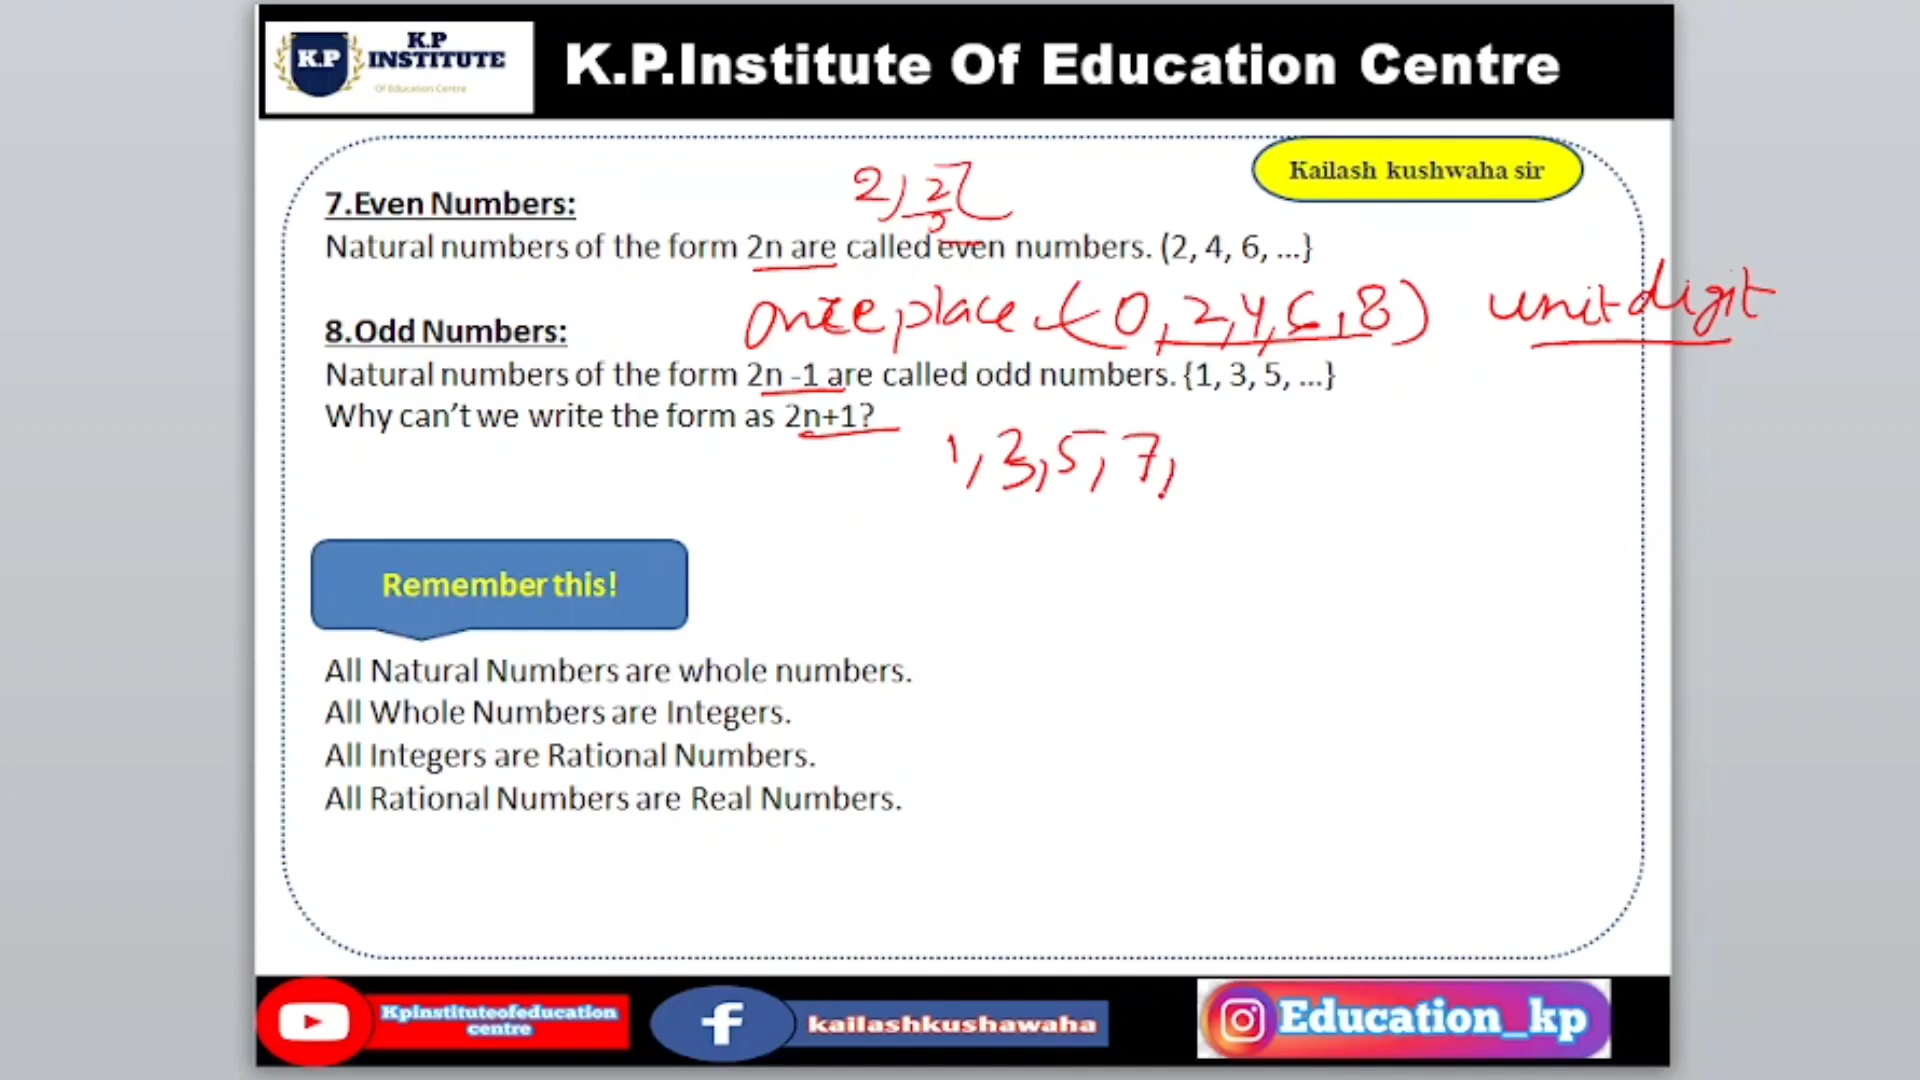 K.P
K.P
INSTITUTE
Of Education Centre
K.P.Institute Of Education Centre
Kailash kushwaha sir
7.Even Numbers:
Natural numbers of the form 2n are called even numbers. (2, 4, 6, ...}
place (0,2,4,6,8) unit digit
8.Odd Numbers:
Natural numbers of the form 2n -1 are called odd numbers. {1, 3, 5, ...}
Why can't we write the form as 2n+1?
1,3,5,7,
Remember this!
All Natural Numbers are whole numbers.
All Whole Numbers are Integers.
All Integers are Rational Numbers.
All Rational Numbers are Real Numbers.
Kpinstituteofeducation
centre
f
kailashkushawaha
Education_kp